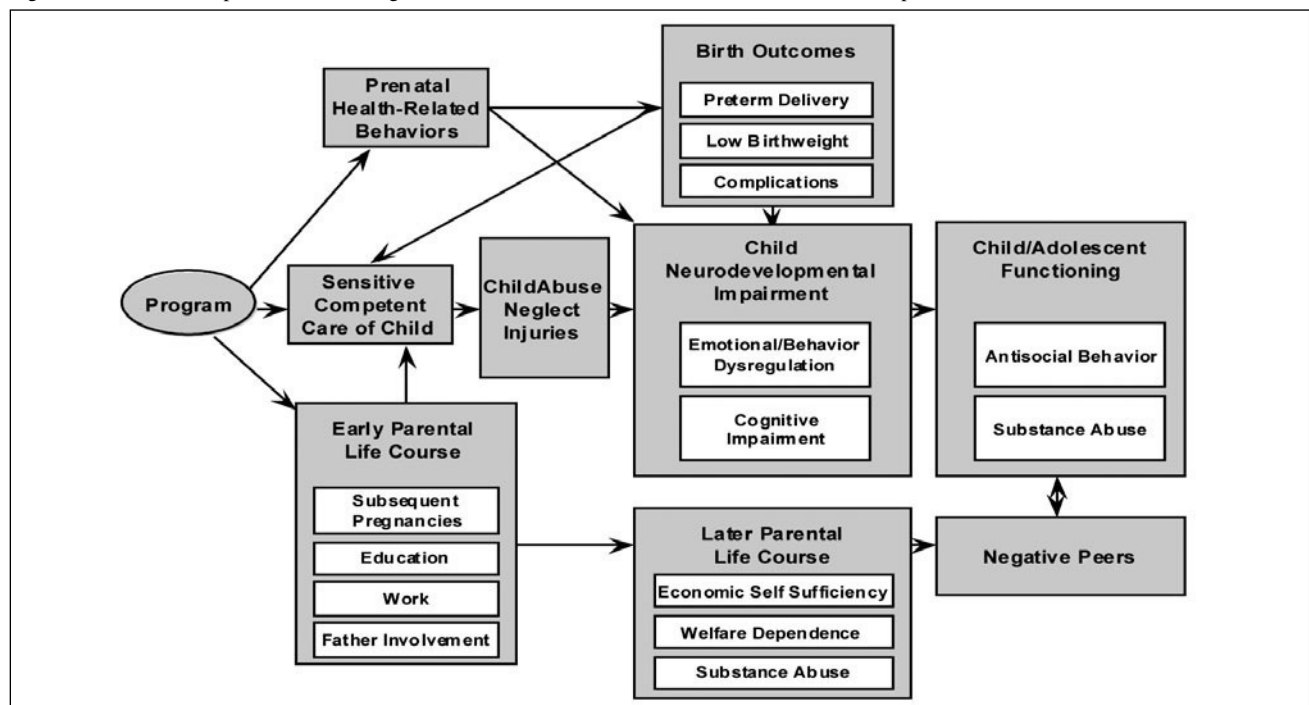 Birth Outcomes
Preterm Delivery
Low Birthweight
Complications
Prenatal
Health-Related
Behaviors
Program
Sensitive
Competent
Care of Child
ChildAbuse
Neglect
Injuries
Child
Neurodevelopmental
Impairment
Emotional/Behavior
Dysregulation
Cognitive
Impairment
Child/Adolescent
Functioning
Antisocial Behavior
Substance Abuse
Early Parental
Life Course
Subsequent
Pregnancies
Education
Work
Father Involvement
Later Parental
Life Course
Economic Self Sufficiency
Welfare Dependence
Substance Abuse
Negative Peers